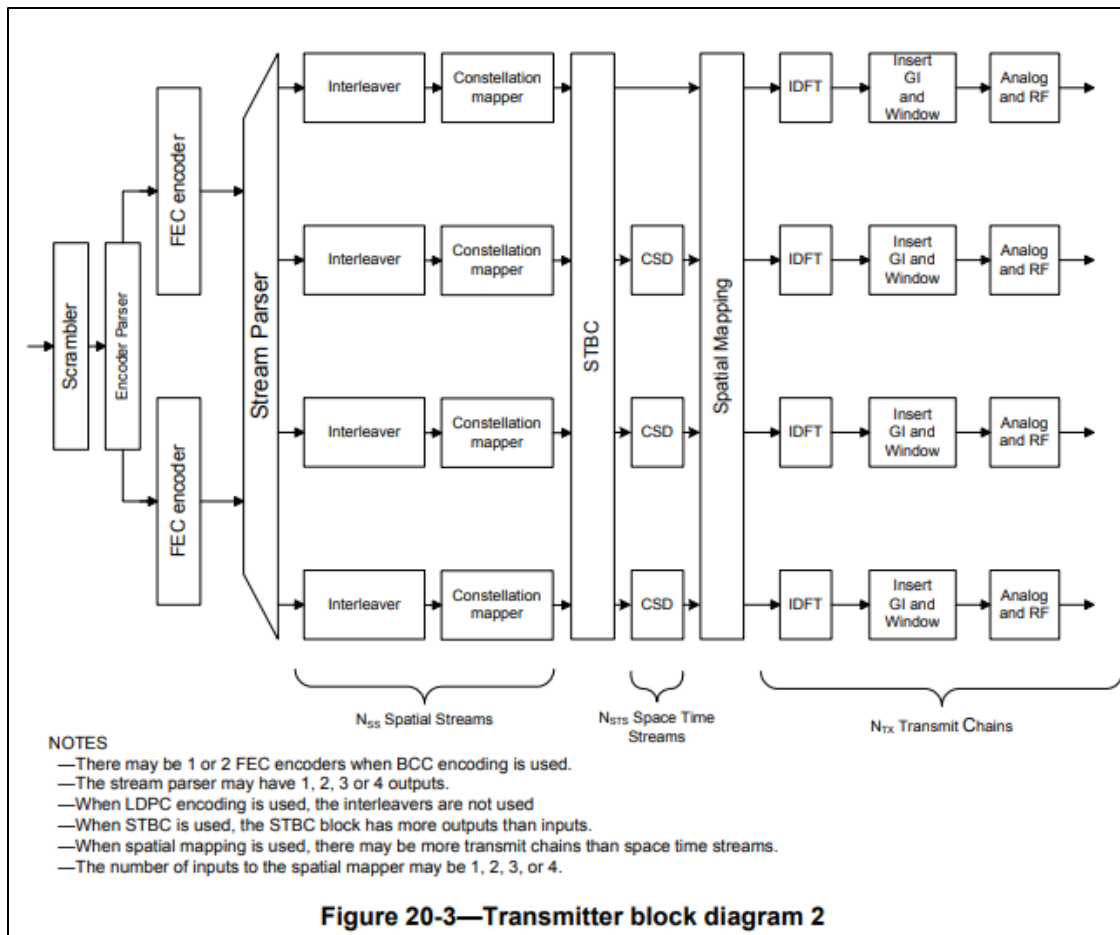 Scrambler
Encoder Parser
FEC encoder
FEC encoder
Stream Parser
Interleaver
Constellation
mapper
Interleaver
Constellation
mapper
Interleaver
Constellation
mapper
Interleaver
Constellation
mapper
STBC
CSD
CSD
CSD
Spatial Mapping
IDFT
Insert
GI
and
Window
Analog
and RF
IDFT
Insert
GI and
Window
Analog
and RF
IDFT
Insert
GI and
Window
Analog
and RF
IDFT
Insert
GI and
Window
Analog
and RF
NSS Spatial Streams
NSTS Space Time
Streams
NTX Transmit Chains
NOTES
—There may be 1 or 2 FEC encoders when BCC encoding is used.
—The stream parser may have 1, 2, 3 or 4 outputs.
—When LDPC encoding is used, the interleavers are not used
—When STBC is used, the STBC block has more outputs than inputs.
—When spatial mapping is used, there may be more transmit chains than space time streams.
—The number of inputs to the spatial mapper may be 1, 2, 3, or 4.
Figure 20-3—Transmitter block diagram 2